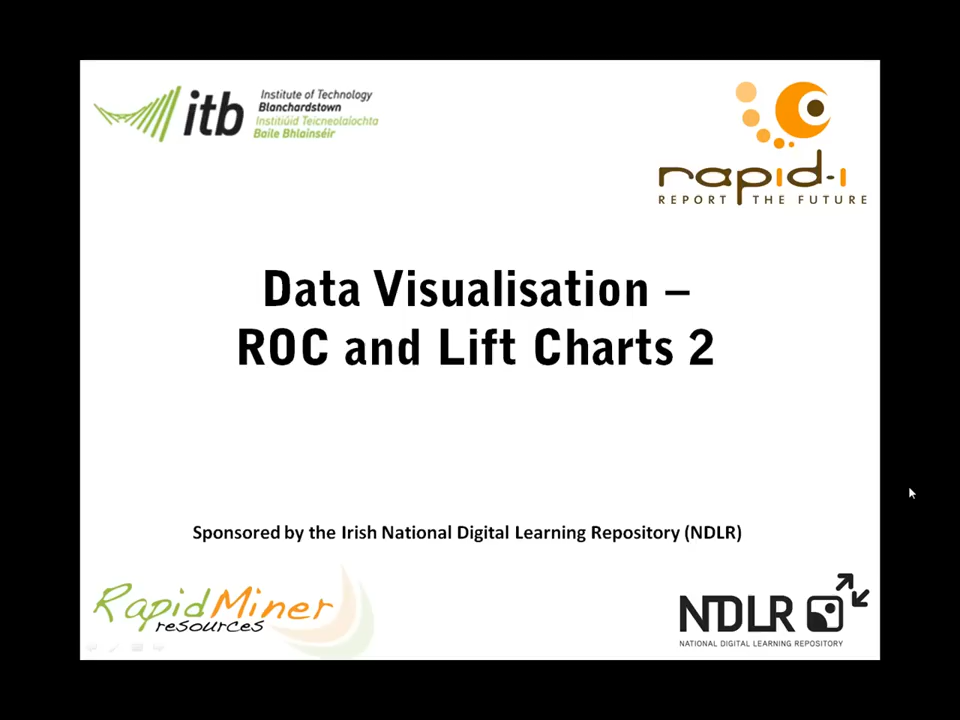 itb
Institute of Technology
Blanchardstown
Institiúid Teicneolaíochta
Baile Bhlainséir
rapid-i
REPORT THE FUTURE
Data Visualisation –
ROC and Lift Charts 2
Sponsored by the Irish National Digital Learning Repository (NDLR)
RapidMiner
resources
NDLR
NATIONAL DIGITAL LEARNING REPOSITORY